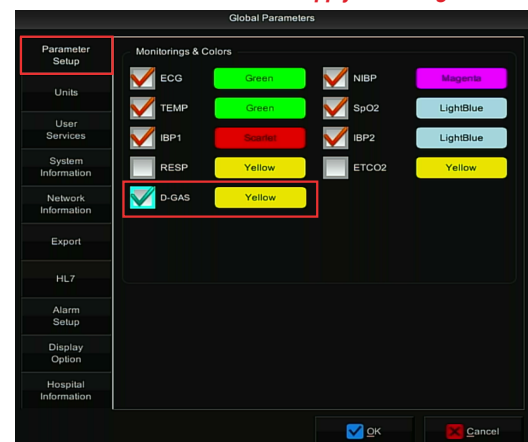 Global Parameters
Parameter
Setup
Units
User
Services
System
Information
Network
Information
Export
HL7
Alarm
Setup
Display
Option
Hospital
Information
Monitorings & Colors
ECG Green NIBP Magenta
TEMP Green SpO2 LightBlue
IBP1 Scarlet IBP2 LightBlue
RESP Yellow ETCO2 Yellow
D-GAS Yellow
OK Cancel